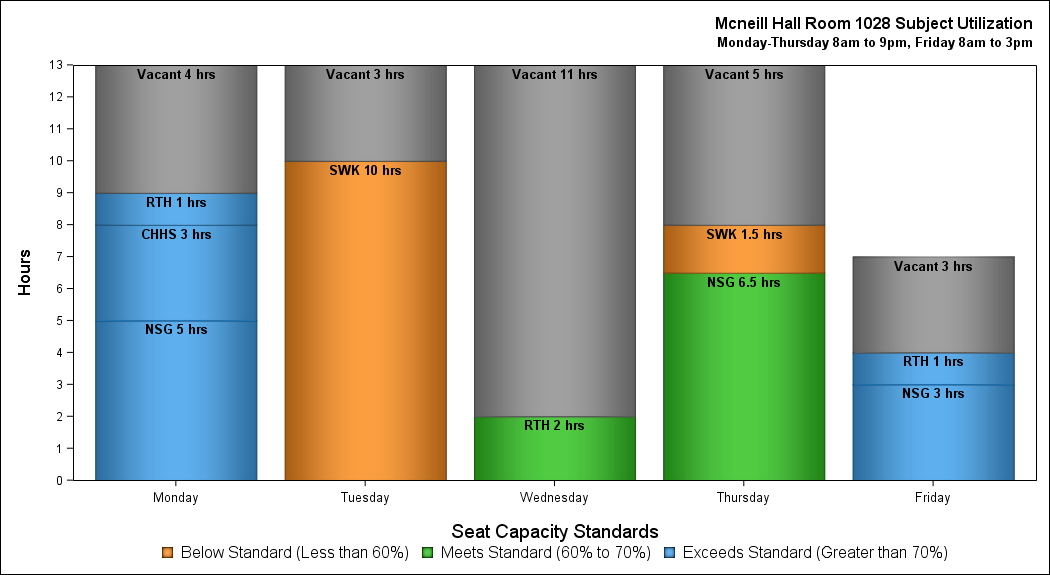 Mcneill Hall Room 1028 Subject Utilization
Monday-Thursday 8am to 9pm, Friday 8am to 3pm
Hours
13
12
11
10
9
8
7
6
5
4
3
2
1
0
Vacant 4 hrs
RTH 1 hrs
CHHS 3 hrs
NSG 5 hrs
Vacant 3 hrs
SWK 10 hrs
Vacant 11 hrs
RTH 2 hrs
Vacant 5 hrs
SWK 1.5 hrs
NSG 6.5 hrs
Vacant 3 hrs
RTH 1 hrs
NSG 3 hrs
Monday Tuesday Wednesday Thursday Friday
Seat Capacity Standards
Below Standard (Less than 60%) Meets Standard (60% to 70%) Exceeds Standard (Greater than 70%)